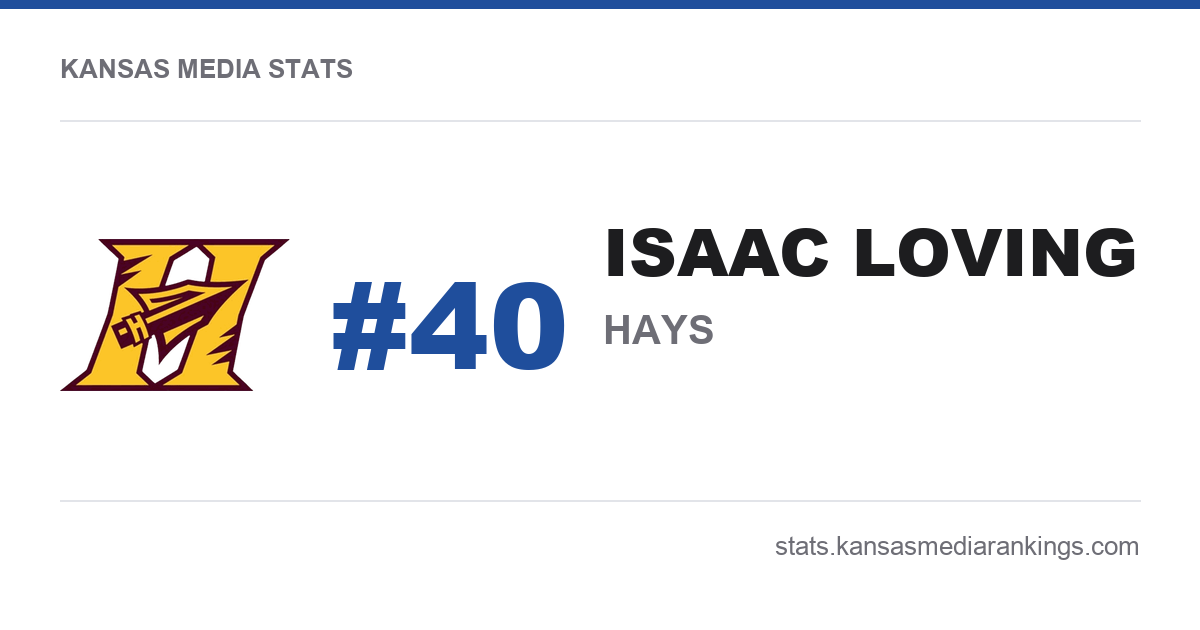 KANSAS MEDIA STATS
H
#40
ISAAC LOVING
HAYS
stats.kansasmediarankings.com